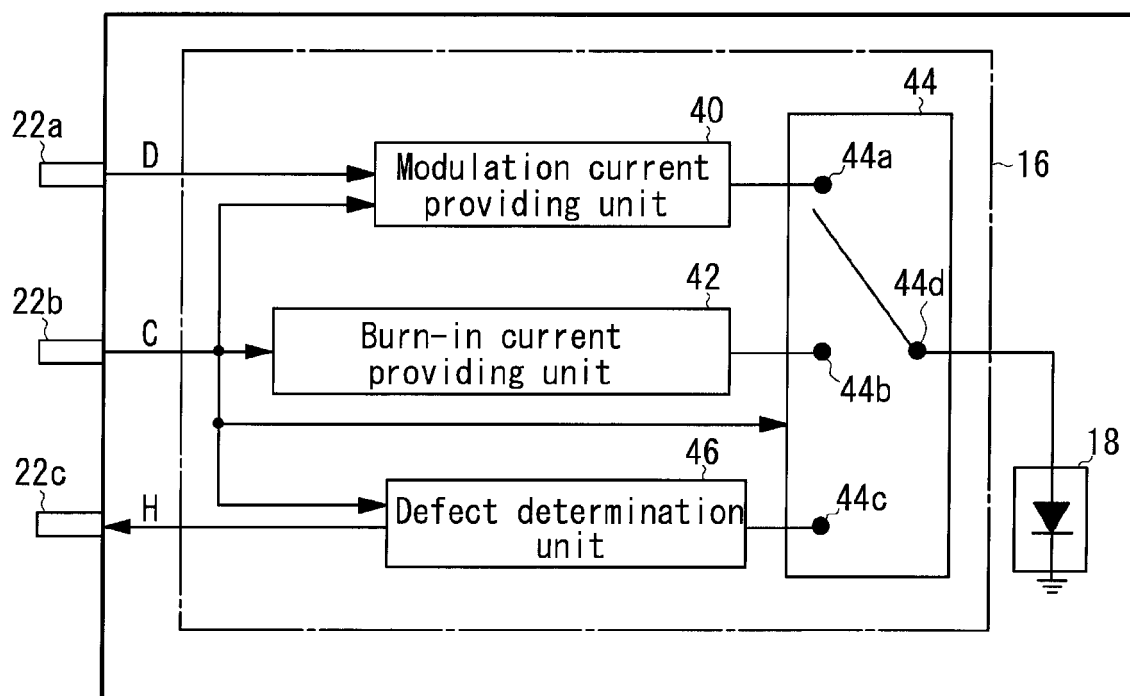 44
40
22a
D
Modulation current
providing unit
44a
16
42
44d
22b
C
Burn-in current
providing unit
44b
46
18
22c
H
Defect determination
unit
44c